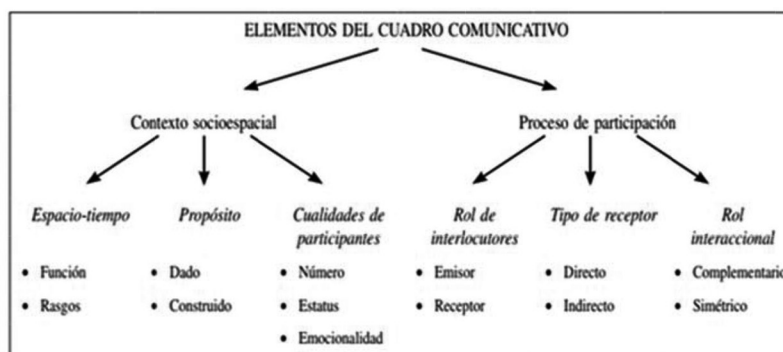 ELEMENTOS DEL CUADRO COMUNICATIVO
Contexto socioespacial
Proceso de participación
Espacio-tiempo
• Función
• Rasgos
Propósito
• Dado
• Construido
Cualidades de
participantes
• Número
• Estatus
• Emocionalidad
Rol de
interlocutores
• Emisor
• Receptor
Tipo de receptor
• Directo
• Indirecto
Rol
interaccional
• Complementario
• Simétrico